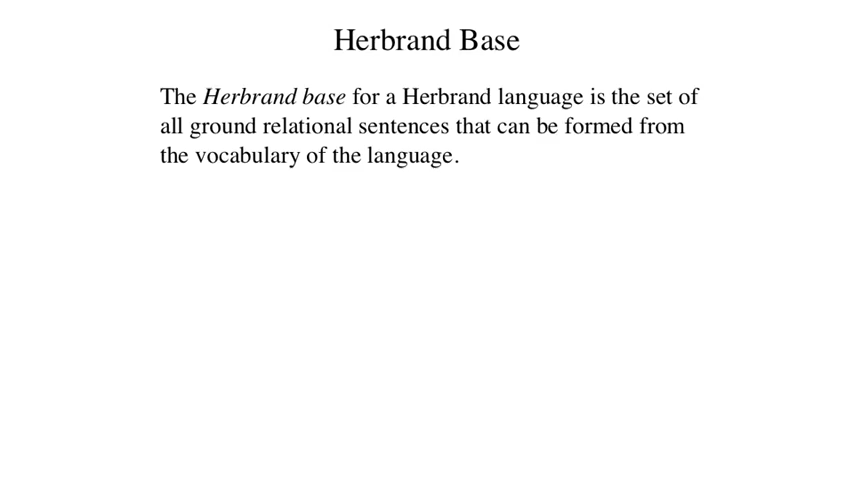 Herbrand Base
The Herbrand base for a Herbrand language is the set of
all ground relational sentences that can be formed from
the vocabulary of the language.